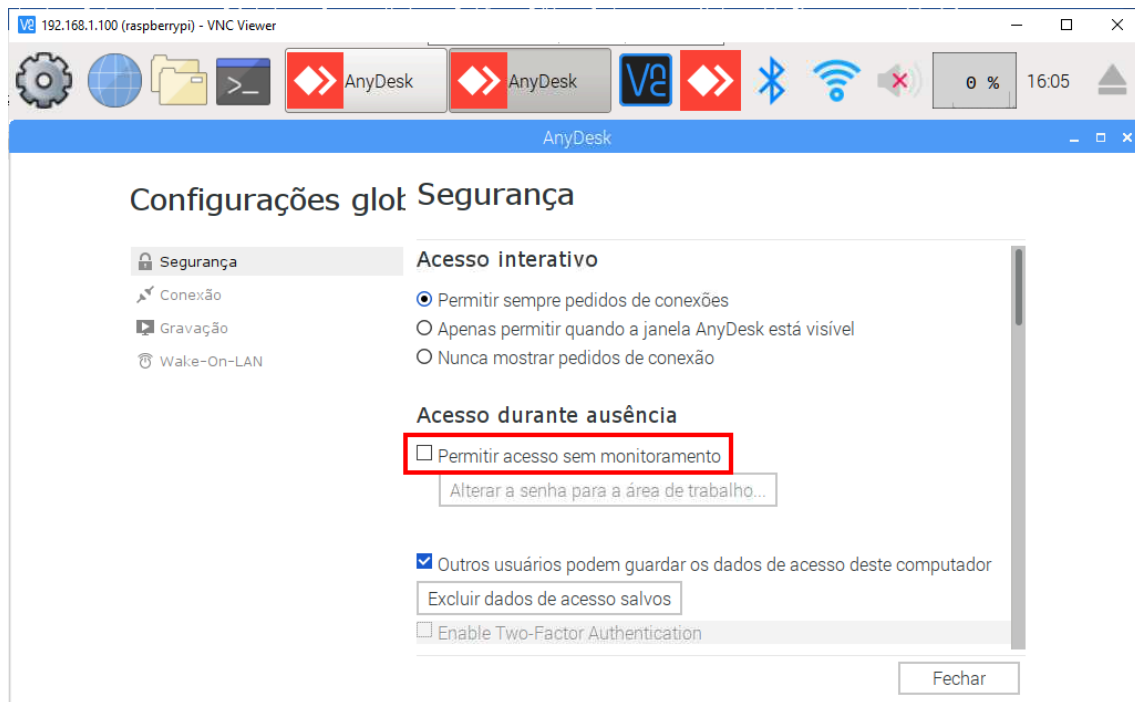 192.168.1.100 (raspberrypi) - VNC Viewer
>_ AnyDesk AnyDesk 0 % 16:05
AnyDesk
Configurações glob
Segurança
Segurança
Conexão
Gravação
Wake-On-LAN
Acesso interativo
Permitir sempre pedidos de conexões
Apenas permitir quando a janela AnyDesk está visível
Nunca mostrar pedidos de conexão
Acesso durante ausência
Permitir acesso sem monitoramento
Alterar a senha para a área de trabalho...
Outros usuários podem guardar os dados de acesso deste computador
Excluir dados de acesso salvos
Enable Two-Factor Authentication
Fechar